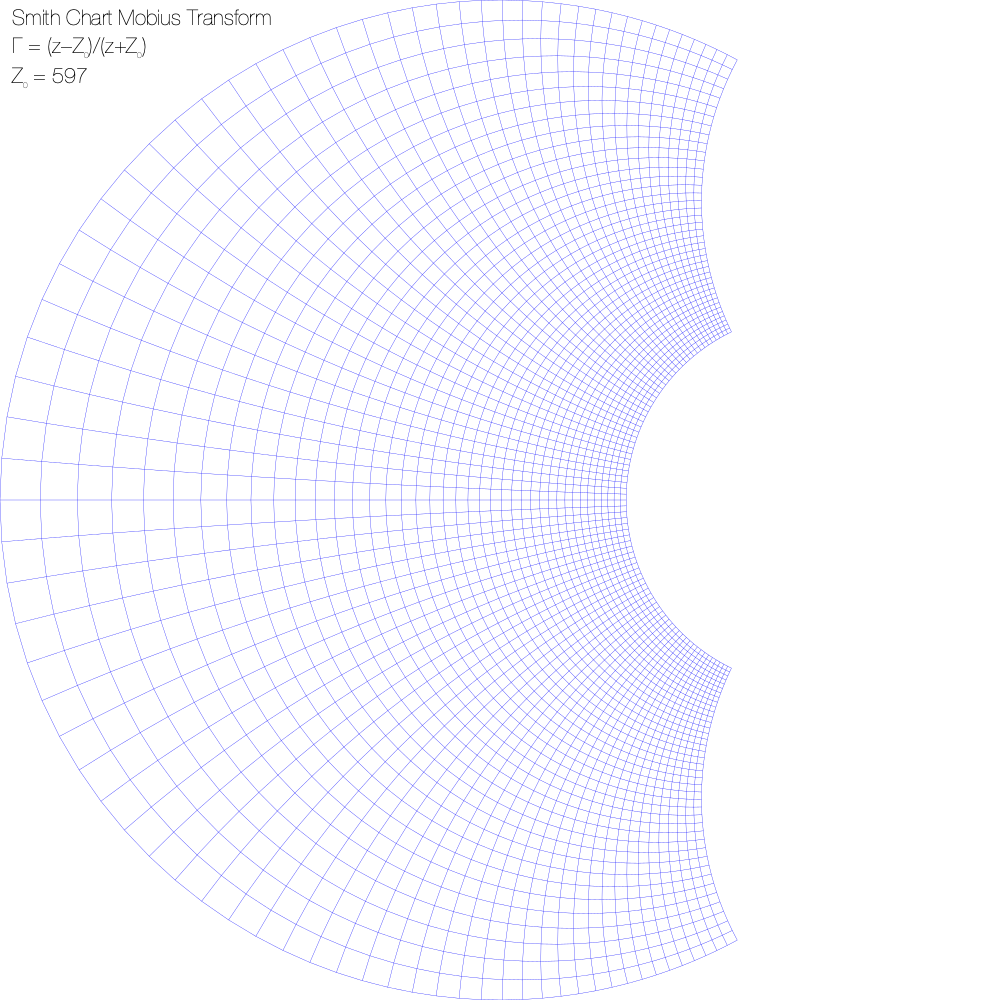 Smith Chart Mobius Transform
Γ = (z−Z₀)/(z+Z₀)
Z₀ = 597